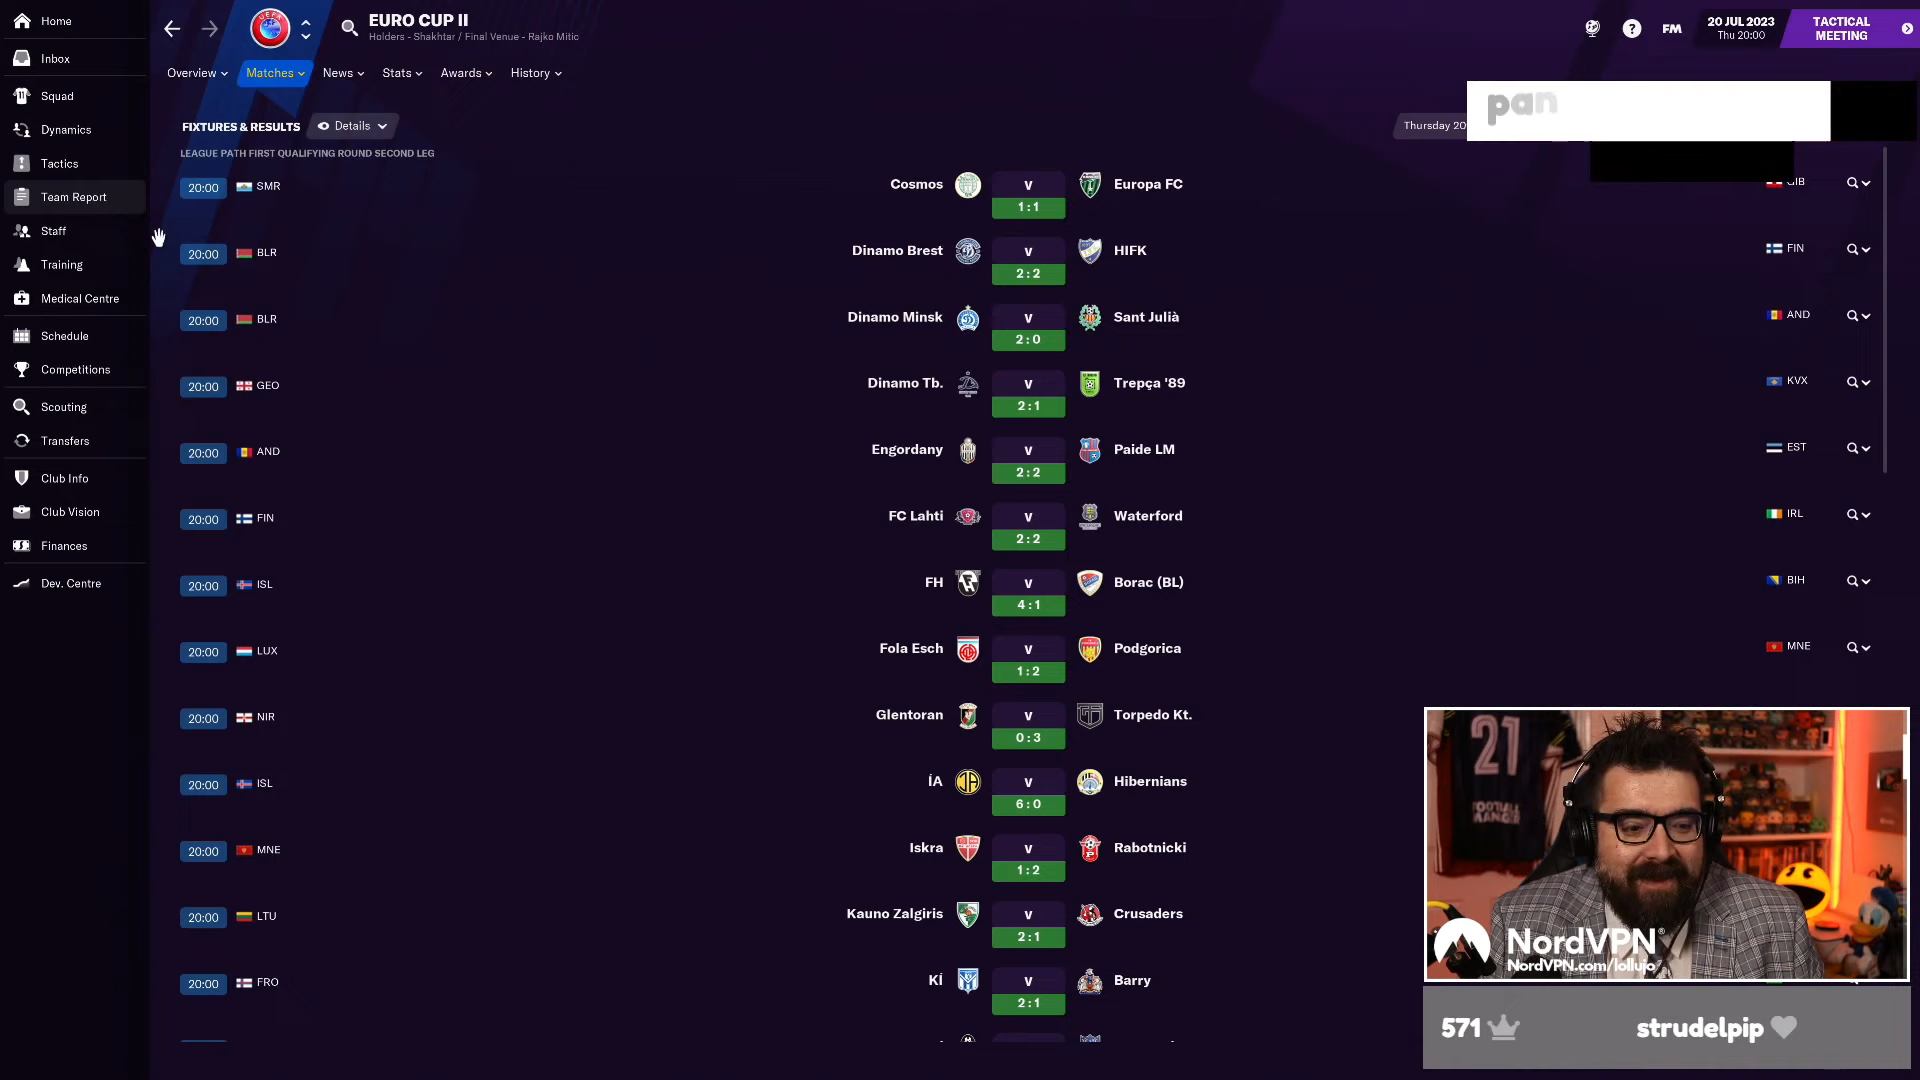 Home
Inbox
Squad
Dynamics
Tactics
Team Report
Staff
Training
Medical Centre
Schedule
Competitions
Scouting
Transfers
Club Info
Club Vision
Finances
Dev. Centre
EURO CUP II
Holders - Shakhtar / Final Venue - Rajko Mitic
FM
20 JUL 2023
Thu 20:00
TACTICAL
MEETING
Overview Matches News Stats Awards History
FIXTURES & RESULTS Details
Thursday 20
pan
LEAGUE PATH FIRST QUALIFYING ROUND SECOND LEG
20:00 SMR Cosmos v Europa FC GIB
1 : 1
20:00 BLR Dinamo Brest v HIFK FIN
2 : 2
20:00 BLR Dinamo Minsk v Sant Julià AND
2 : 0
20:00 GEO Dinamo Tb. v Trepça '89 KVX
2 : 1
20:00 AND Engordany v Paide LM EST
2 : 2
20:00 FIN FC Lahti v Waterford IRL
2 : 2
20:00 ISL FH v Borac (BL) BIH
4 : 1
20:00 LUX Fola Esch v Podgorica MNE
1 : 2
20:00 NIR Glentoran v Torpedo Kt.
0 : 3
20:00 ISL ÍA v Hibernians
6 : 0
20:00 MNE Iskra v Rabotnicki
1 : 2
20:00 LTU Kauno Zalgiris v Crusaders
2 : 1
20:00 FRO KÍ v Barry
2 : 1
21
FOOTBALL
MANGR
NordVPN®
NordVPN.com/lollujo
571 strudelpip